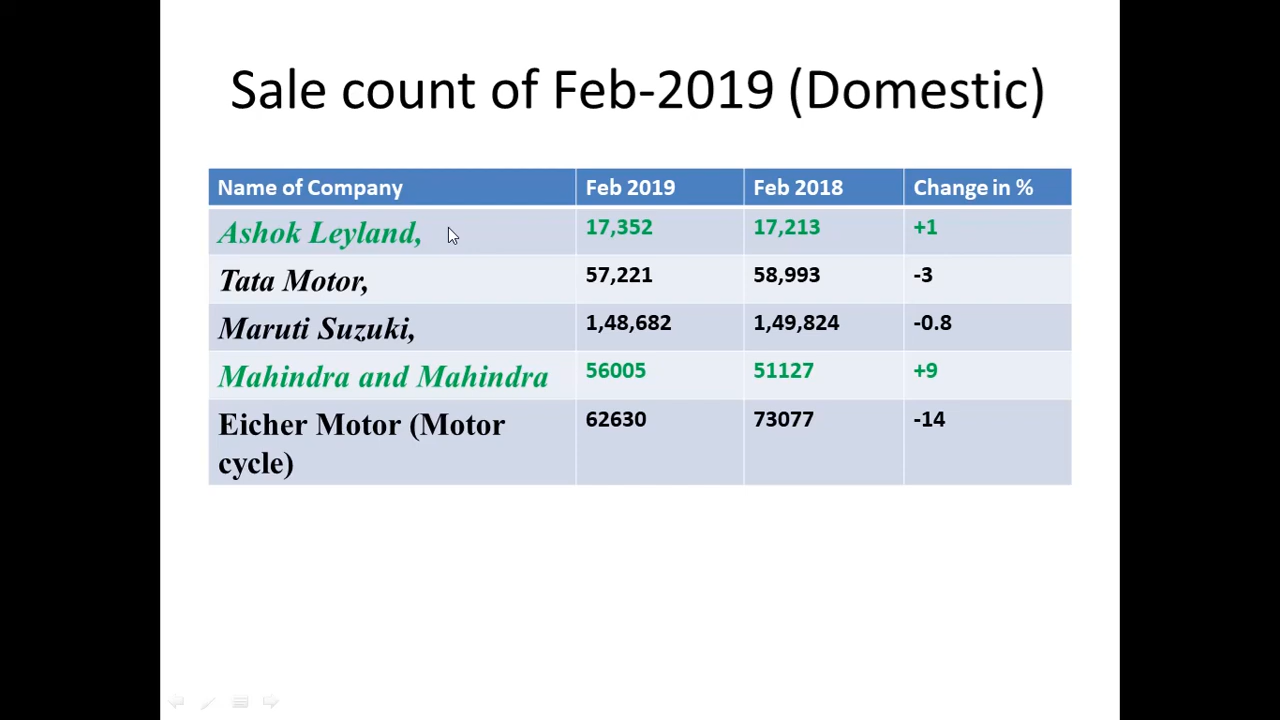 Sale count of Feb-2019 (Domestic)
Name of Company Feb 2019 Feb 2018 Change in %
Ashok Leyland, 17,352 17,213 +1
Tata Motor, 57,221 58,993 -3
Maruti Suzuki, 1,48,682 1,49,824 -0.8
Mahindra and Mahindra 56005 51127 +9
Eicher Motor (Motor 62630 73077 -14
cycle)